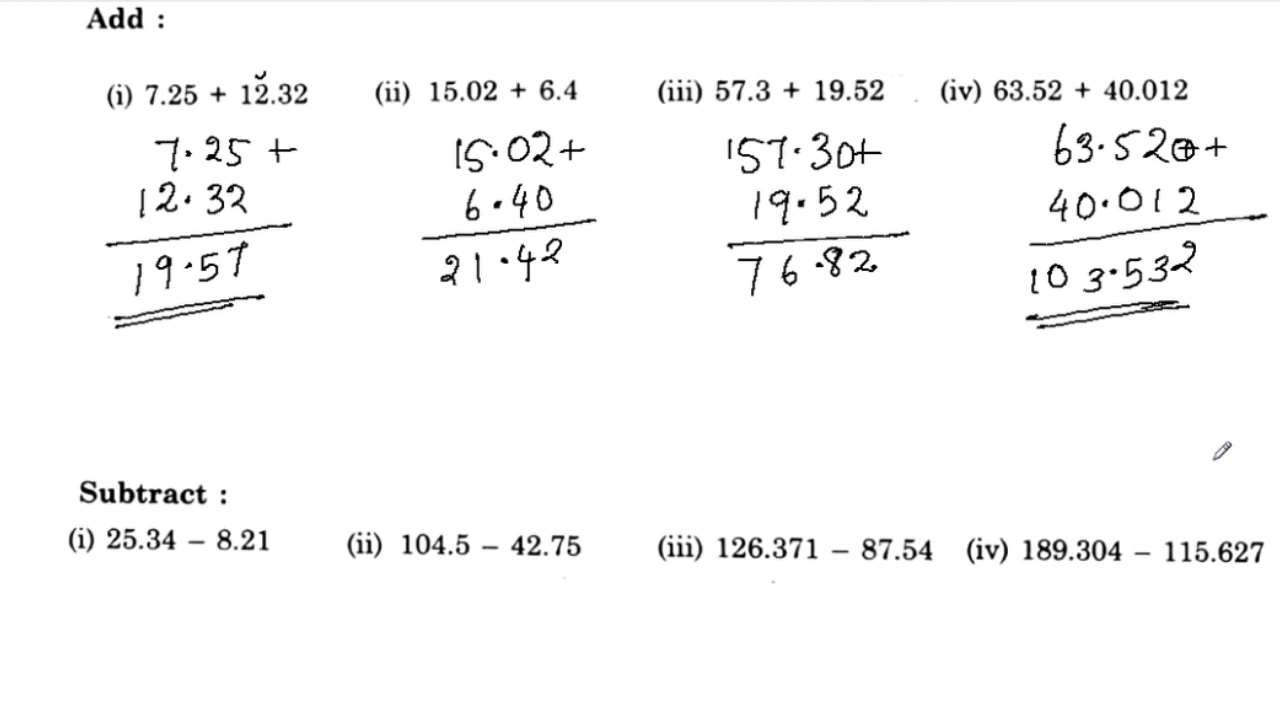 Add :
(i) 7.25 + 12.32 (ii) 15.02 + 6.4 (iii) 57.3 + 19.52 (iv) 63.52 + 40.012
7.25 + 15.02+ 157.30+ 63.520+
12.32 6.40 19.52 40.012
19.57 21.42 76.82 103.532
Subtract :
(i) 25.34 – 8.21 (ii) 104.5 – 42.75 (iii) 126.371 – 87.54 (iv) 189.304 – 115.627